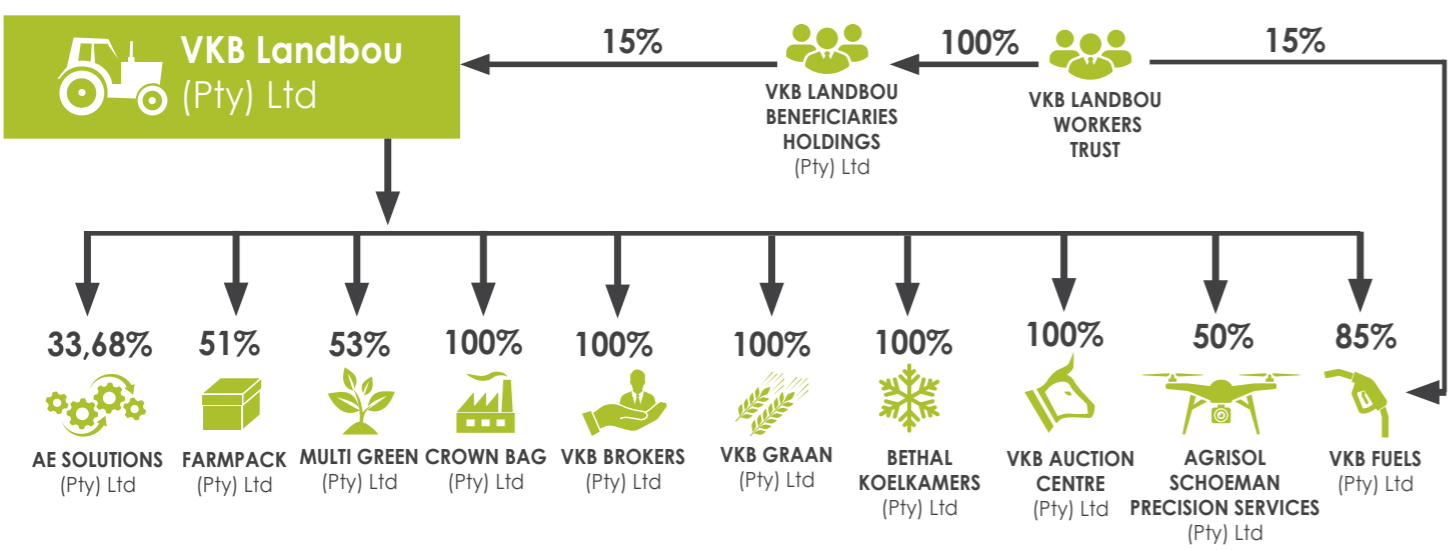 VKB Landbou
(Pty) Ltd
15%
100%
15%
VKB LANDBOU
BENEFICIARIES
HOLDINGS
(Pty) Ltd
VKB LANDBOU
WORKERS
TRUST
33,68%
AE SOLUTIONS
(Pty) Ltd
51%
FARMPACK
(Pty) Ltd
53%
MULTI GREEN
(Pty) Ltd
100%
CROWN BAG
(Pty) Ltd
100%
VKB BROKERS
(Pty) Ltd
100%
VKB GRAAN
(Pty) Ltd
100%
BETHAL
KOELKAMERS
(Pty) Ltd
100%
VKB AUCTION
CENTRE
(Pty) Ltd
50%
AGRISOL
SCHOEMAN
PRECISION SERVICES
(Pty) Ltd
85%
VKB FUELS
(Pty) Ltd